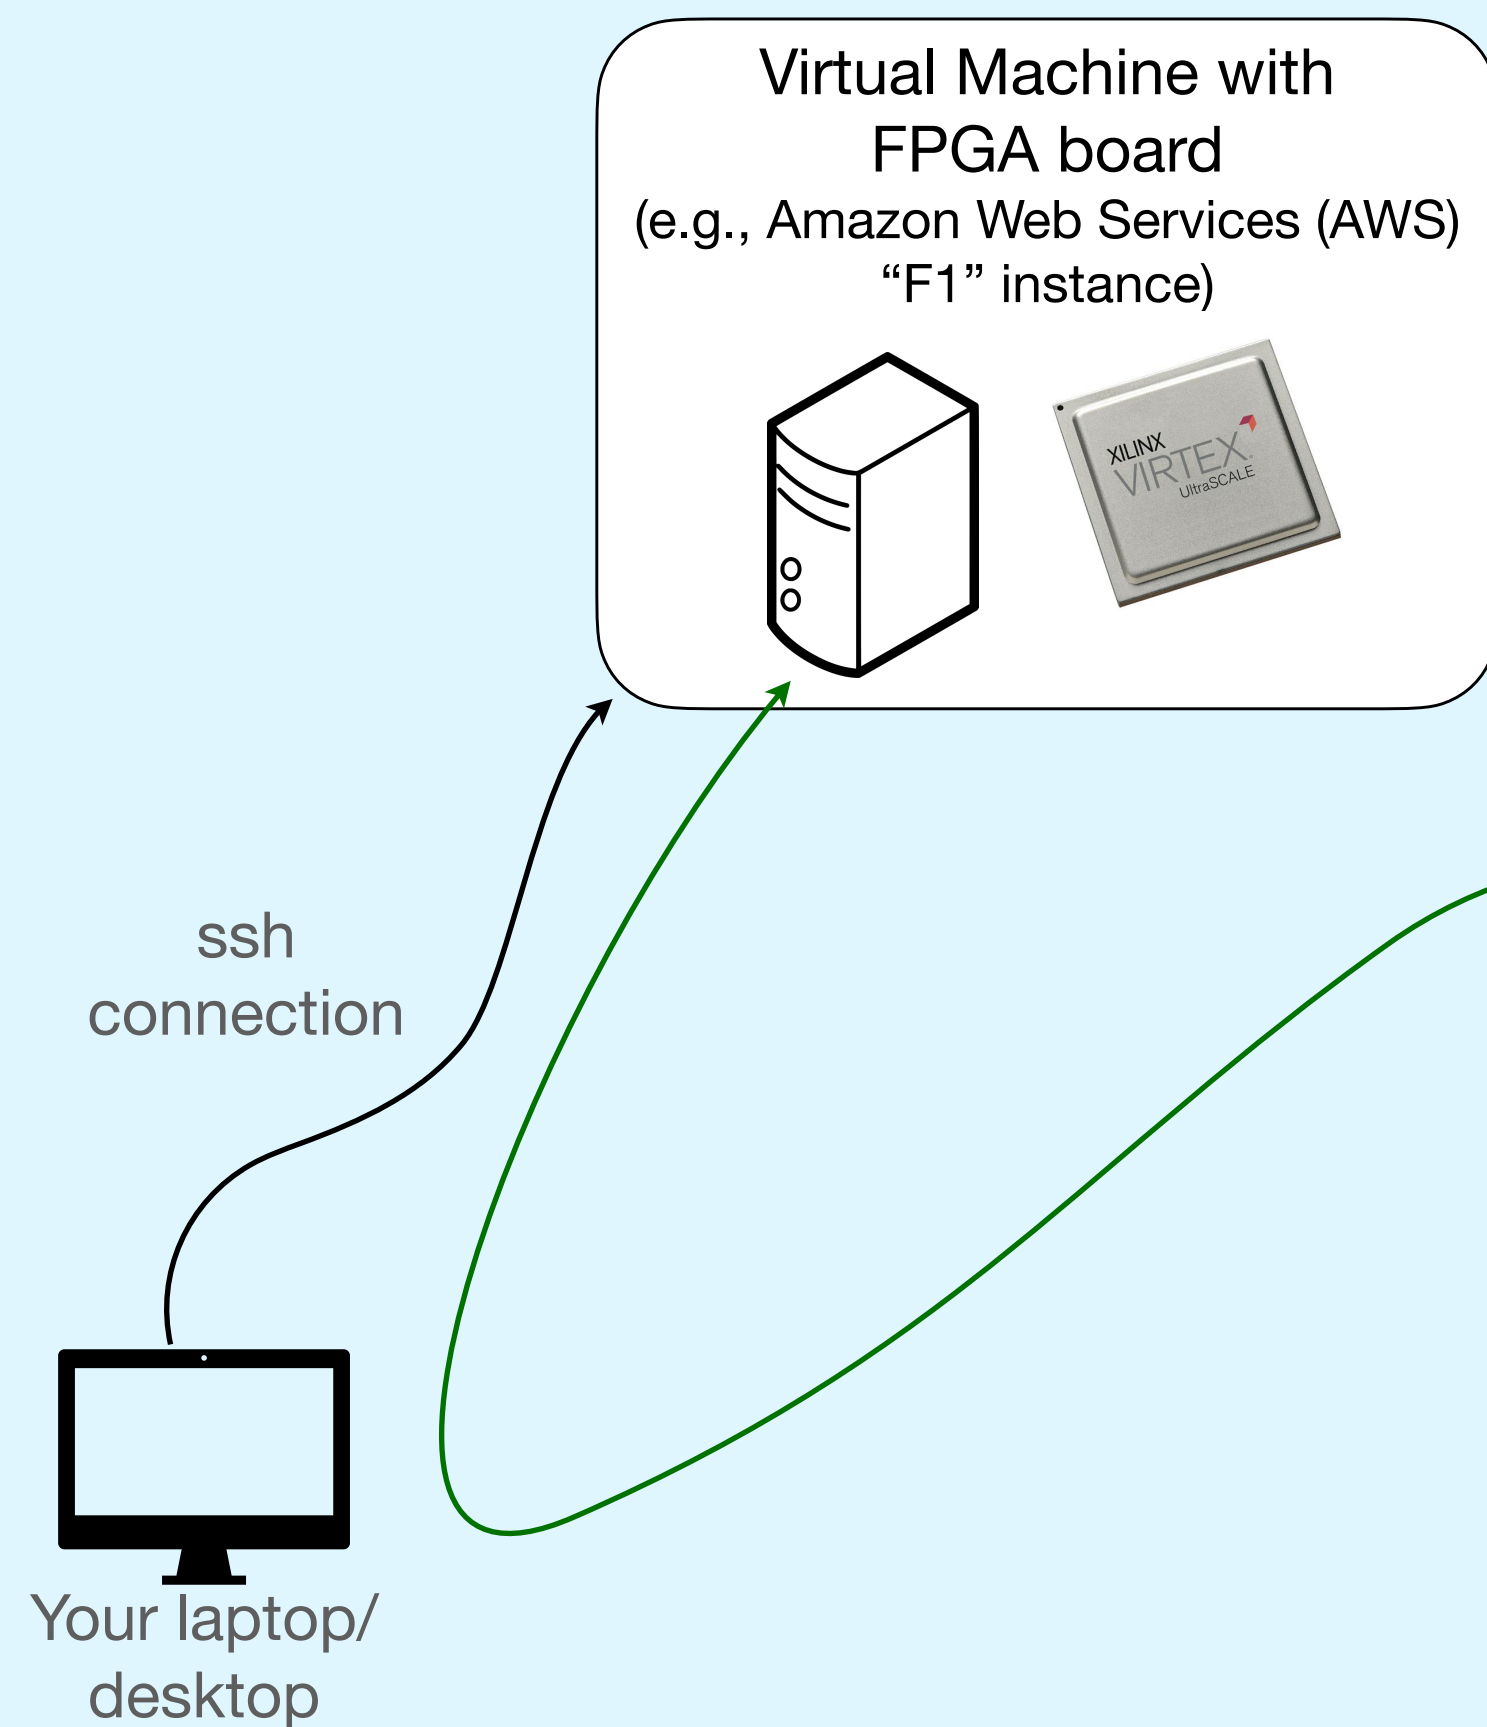 Virtual Machine with
FPGA board
(e.g., Amazon Web Services (AWS)
“F1” instance)
XILINX
VIRTEX
UltraSCALE
ssh
connection
Your laptop/
desktop